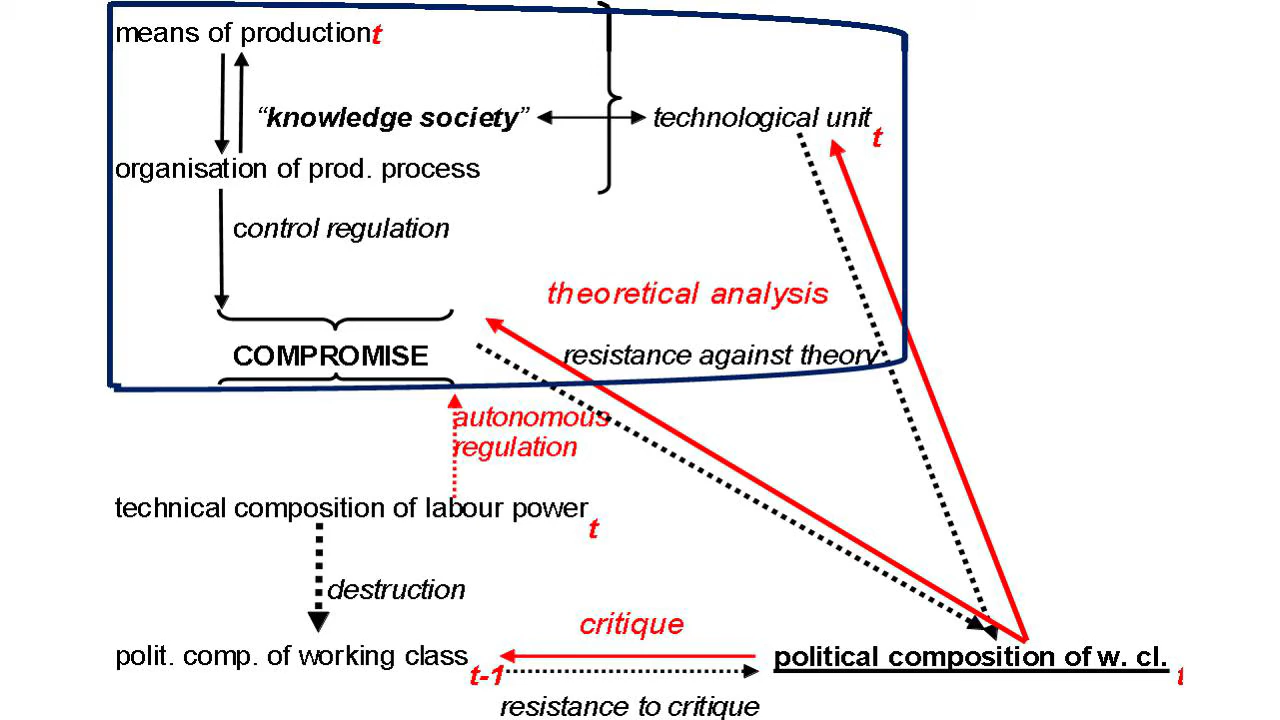 means of productiont
“knowledge society”
technological unit t
organisation of prod. process
control regulation
theoretical analysis
COMPROMISE
resistance against theory
autonomous
regulation
technical composition of labour power t
destruction
critique
polit. comp. of working class t-1
political composition of w. cl. t
resistance to critique